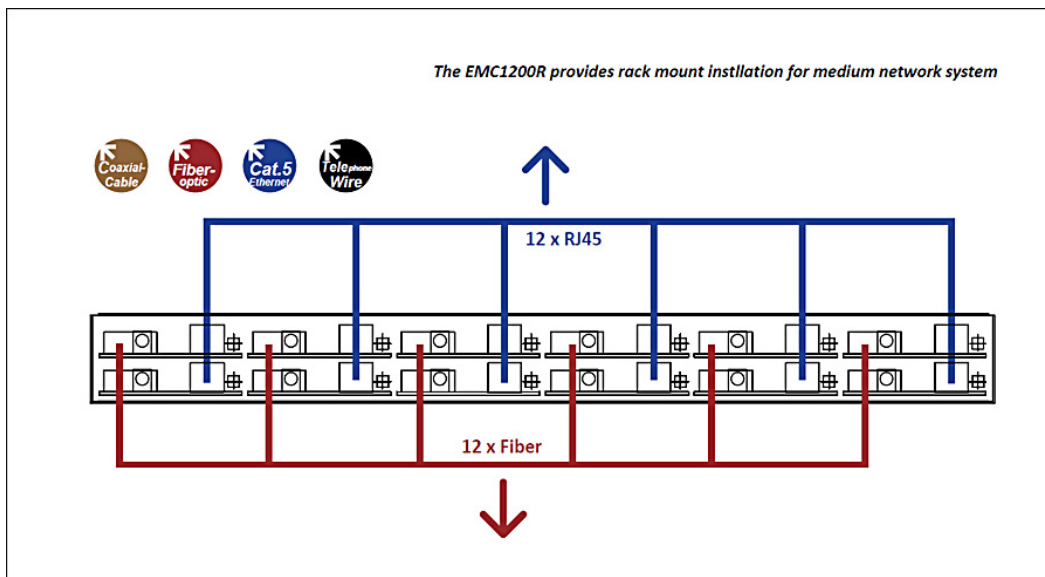 The EMC1200R provides rack mount instllation for medium network system
Coaxial-
Cable
Fiber-
optic
Cat.5
Ethernet
Telephone
Wire
12 x RJ45
12 x Fiber